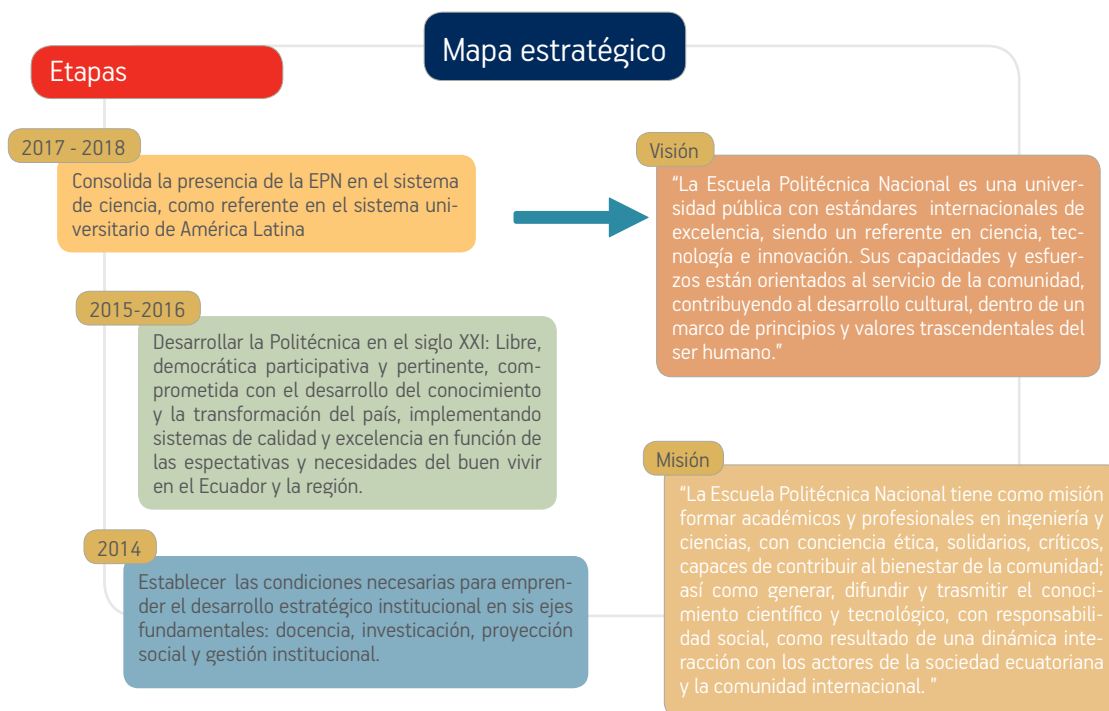 Mapa estratégico
Etapas
2017 - 2018
Consolida la presencia de la EPN en el sistema
de ciencia, como referente en el sistema uni-
versitario de América Latina
2015-2016
Desarrollar la Politécnica en el siglo XXI: Libre,
democrática participativa y pertinente, com-
prometida con el desarrollo del conocimiento
y la transformación del país, implementando
sistemas de calidad y excelencia en función de
las espectativas y necesidades del buen vivir
en el Ecuador y la región.
2014
Establecer las condiciones necesarias para empren-
der el desarrollo estratégico institucional en sis ejes
fundamentales: docencia, investicación, proyección
social y gestión institucional.
Visión
“La Escuela Politécnica Nacional es una univer-
sidad pública con estándares internacionales de
excelencia, siendo un referente en ciencia, tec-
nología e innovación. Sus capacidades y esfuer-
zos están orientados al servicio de la comunidad,
contribuyendo al desarrollo cultural, dentro de un
marco de principios y valores trascendentales del
ser humano.”
Misión
“La Escuela Politécnica Nacional tiene como misión
formar académicos y profesionales en ingeniería y
ciencias, con conciencia ética, solidarios, críticos,
capaces de contribuir al bienestar de la comunidad;
así como generar, difundir y trasmitir el conoci-
miento científico y tecnológico, con responsabili-
dad social, como resultado de una dinámica inte-
racción con los actores de la sociedad ecuatoriana
y la comunidad internacional. ”